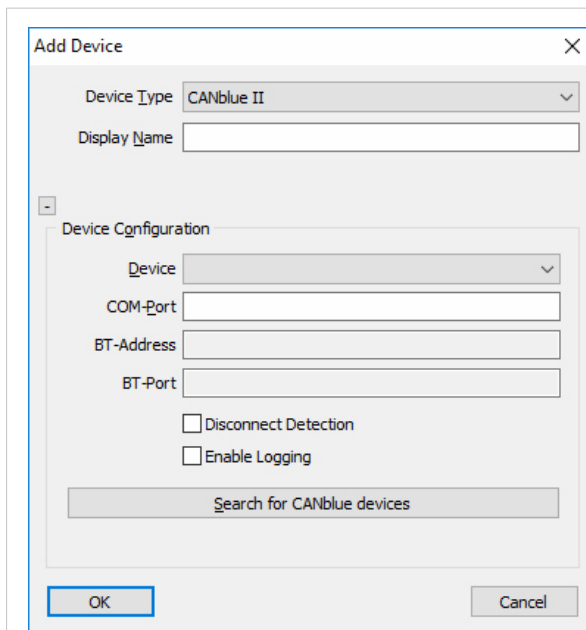 Add Device
Device Type CANblue II
Display Name
-
Device Configuration
Device
COM-Port
BT-Address
BT-Port
Disconnect Detection
Enable Logging
Search for CANblue devices
OK Cancel